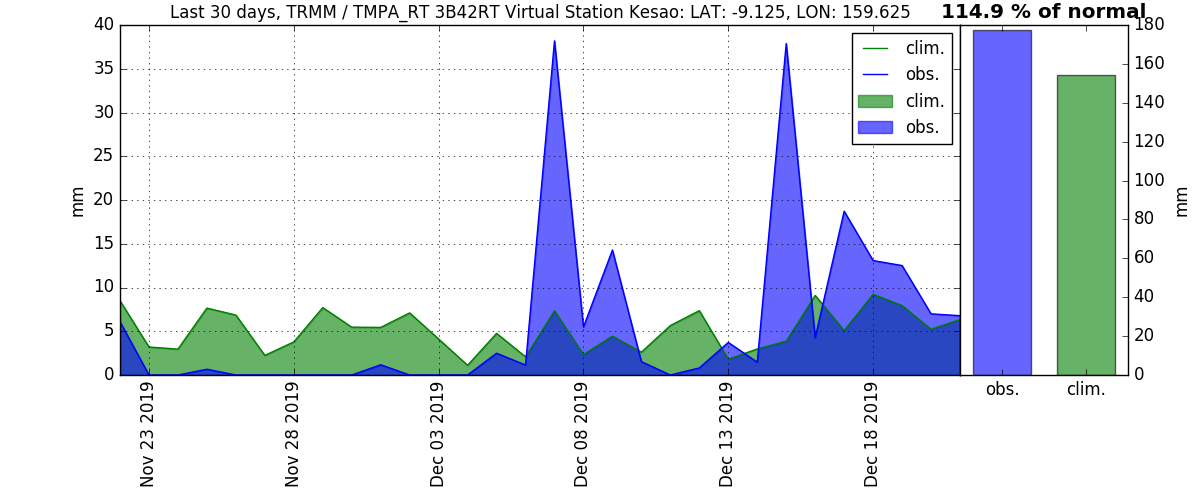 Last 30 days, TRMM / TMPA_RT 3B42RT Virtual Station Kesao: LAT: -9.125, LON: 159.625
114.9 % of normal
40
35
30
25
20
15
10
5
0
mm
clim.
obs.
clim.
obs.
180
160
140
120
100
80
60
40
20
0
mm
Nov 23 2019
Nov 28 2019
Dec 03 2019
Dec 08 2019
Dec 13 2019
Dec 18 2019
obs.
clim.